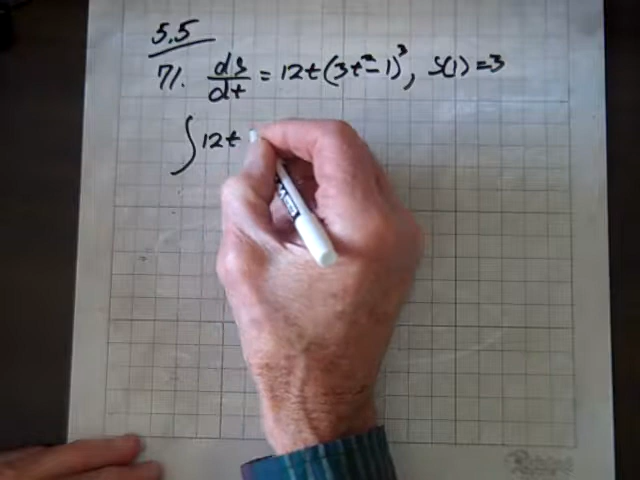 5.5
71. ds/dt = 12t(3t²-1)³, s(1)=3
∫12t